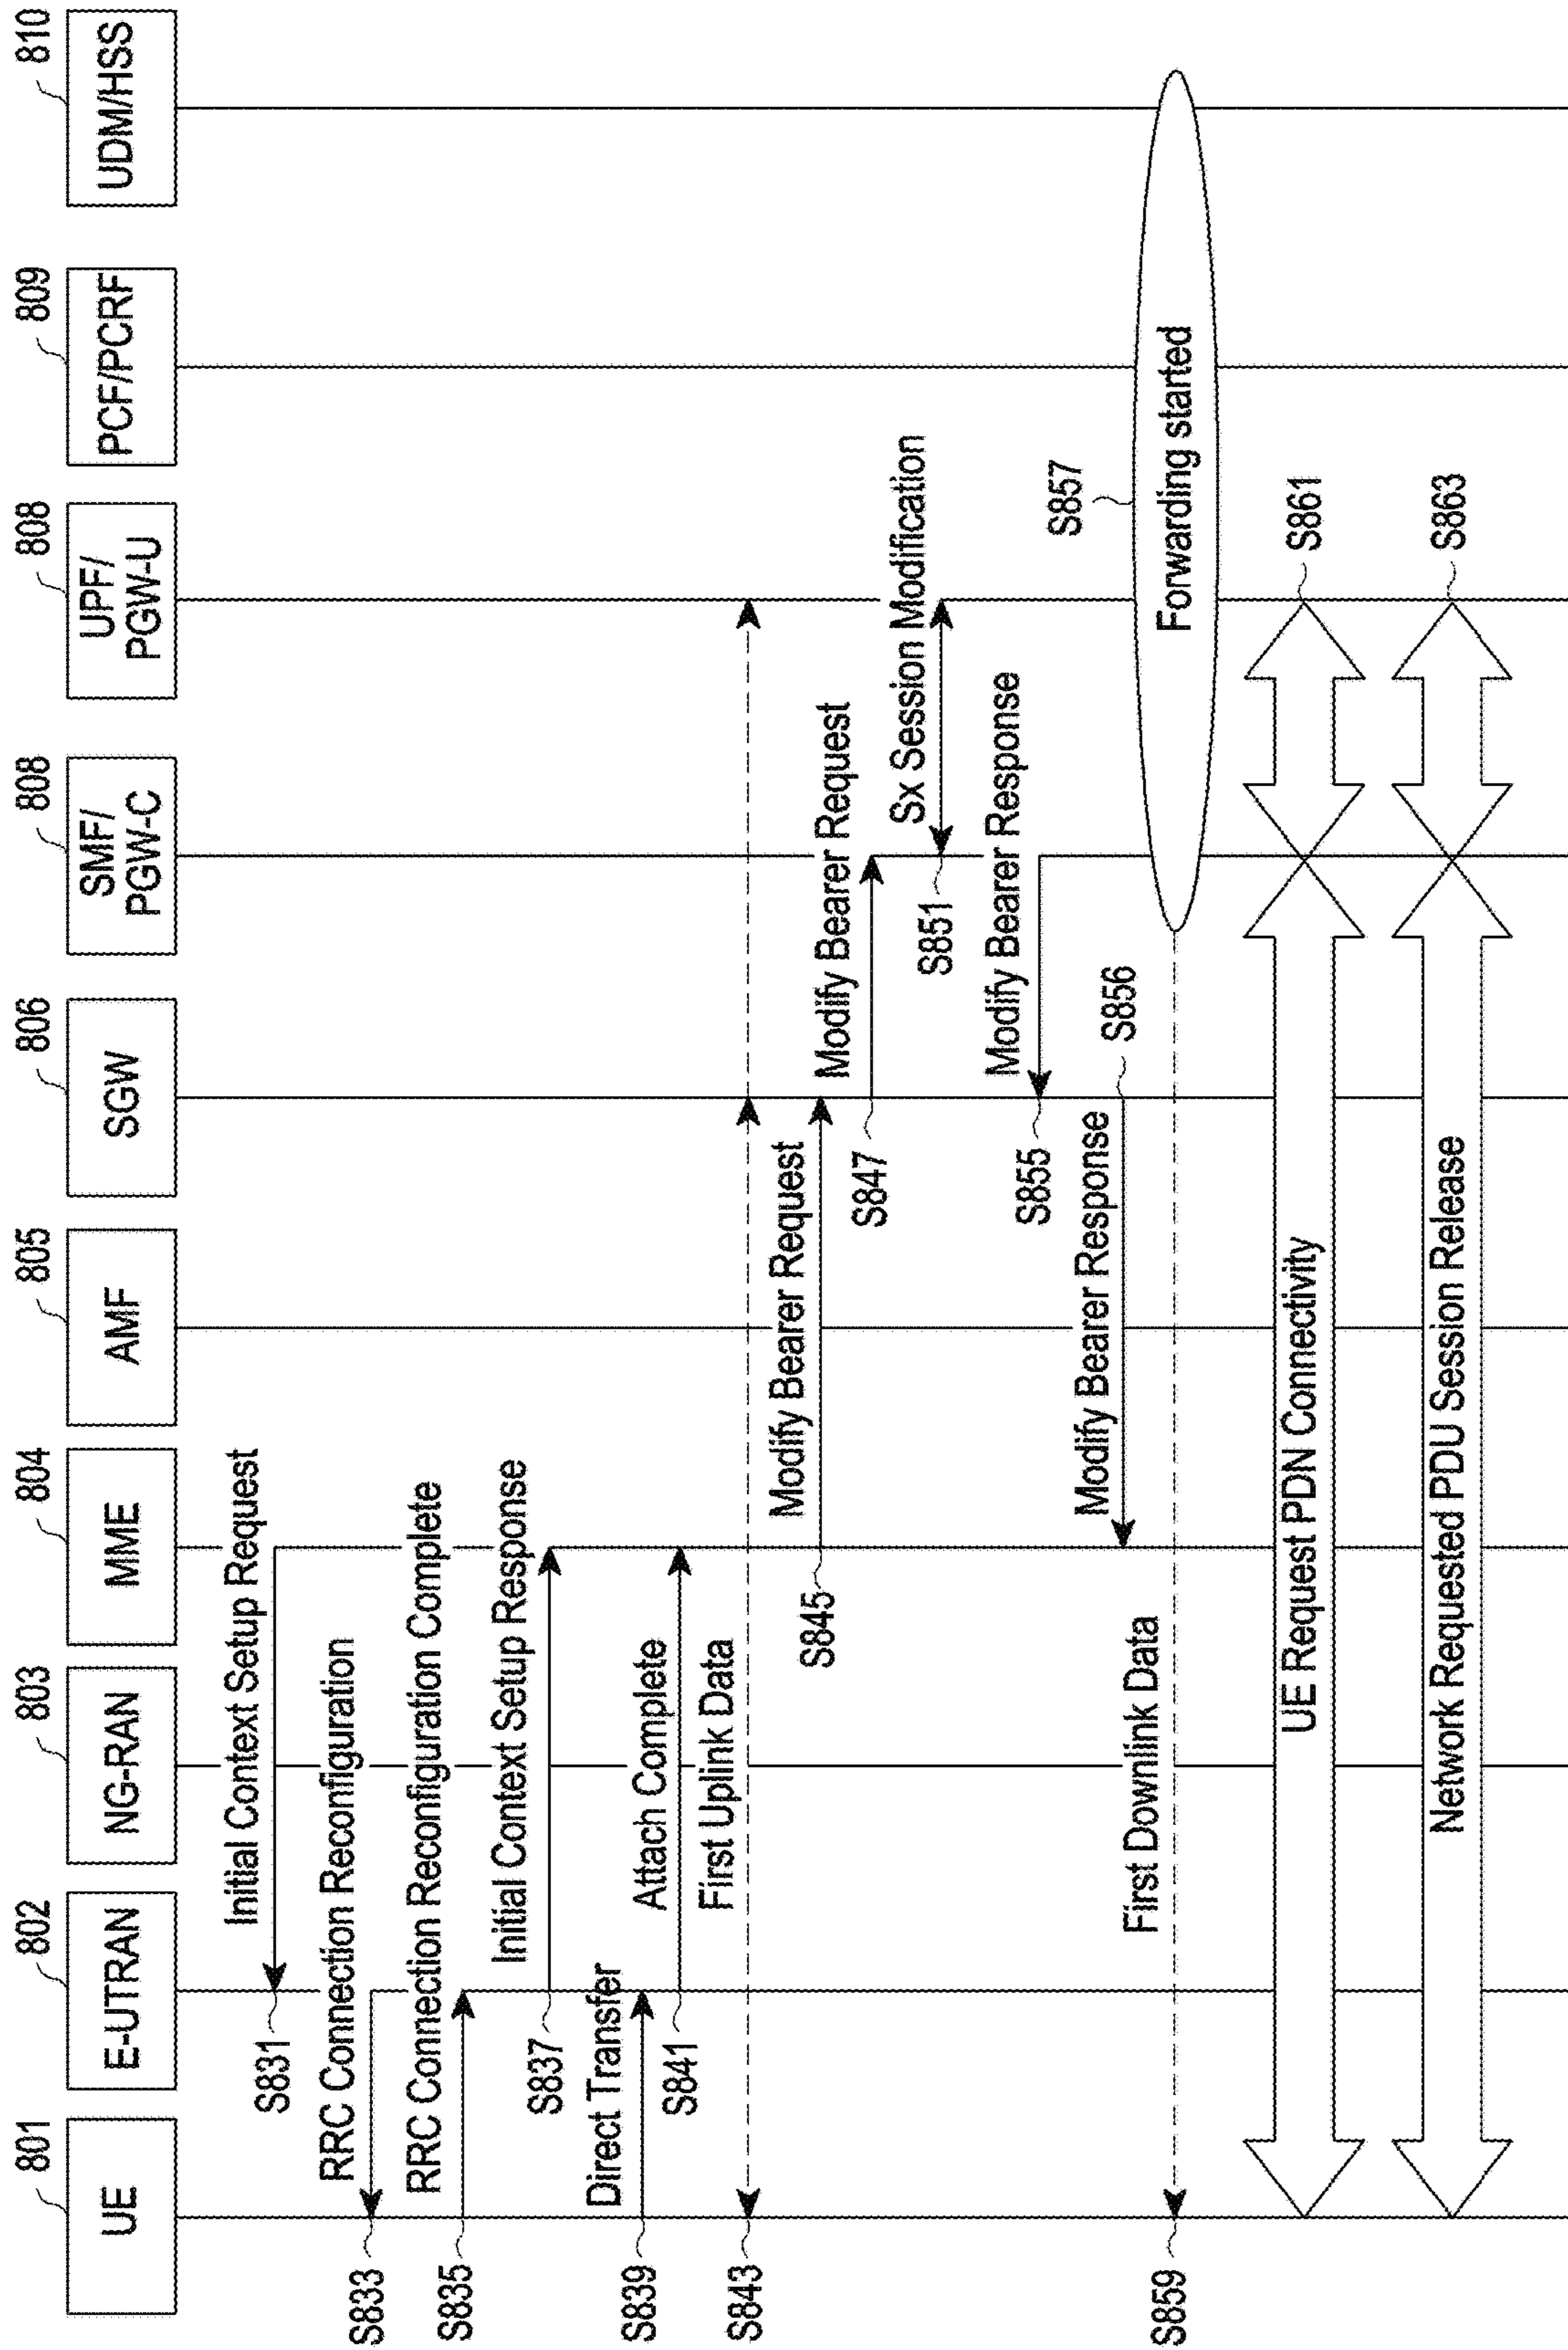 801
UE
802
E-UTRAN
803
NG-RAN
804
MME
805
AMF
806
SGW
808
SMF/
PGW-C
808
UPF/
PGW-U
809
PCF/PCRF
810
UDM/HSS
Initial Context Setup Request
S831
RRC Connection Reconfiguration
S833
RRC Connection Reconfiguration Complete
S835
Initial Context Setup Response
S837
Direct Transfer
S839
Attach Complete
S841
First Uplink Data
S843
Modify Bearer Request
S845
Modify Bearer Request
S847
Sx Session Modification
S851
Modify Bearer Response
S855
Modify Bearer Response
S856
S857
Forwarding started
First Downlink Data
S859
UE Request PDN Connectivity
S861
Network Requested PDU Session Release
S863